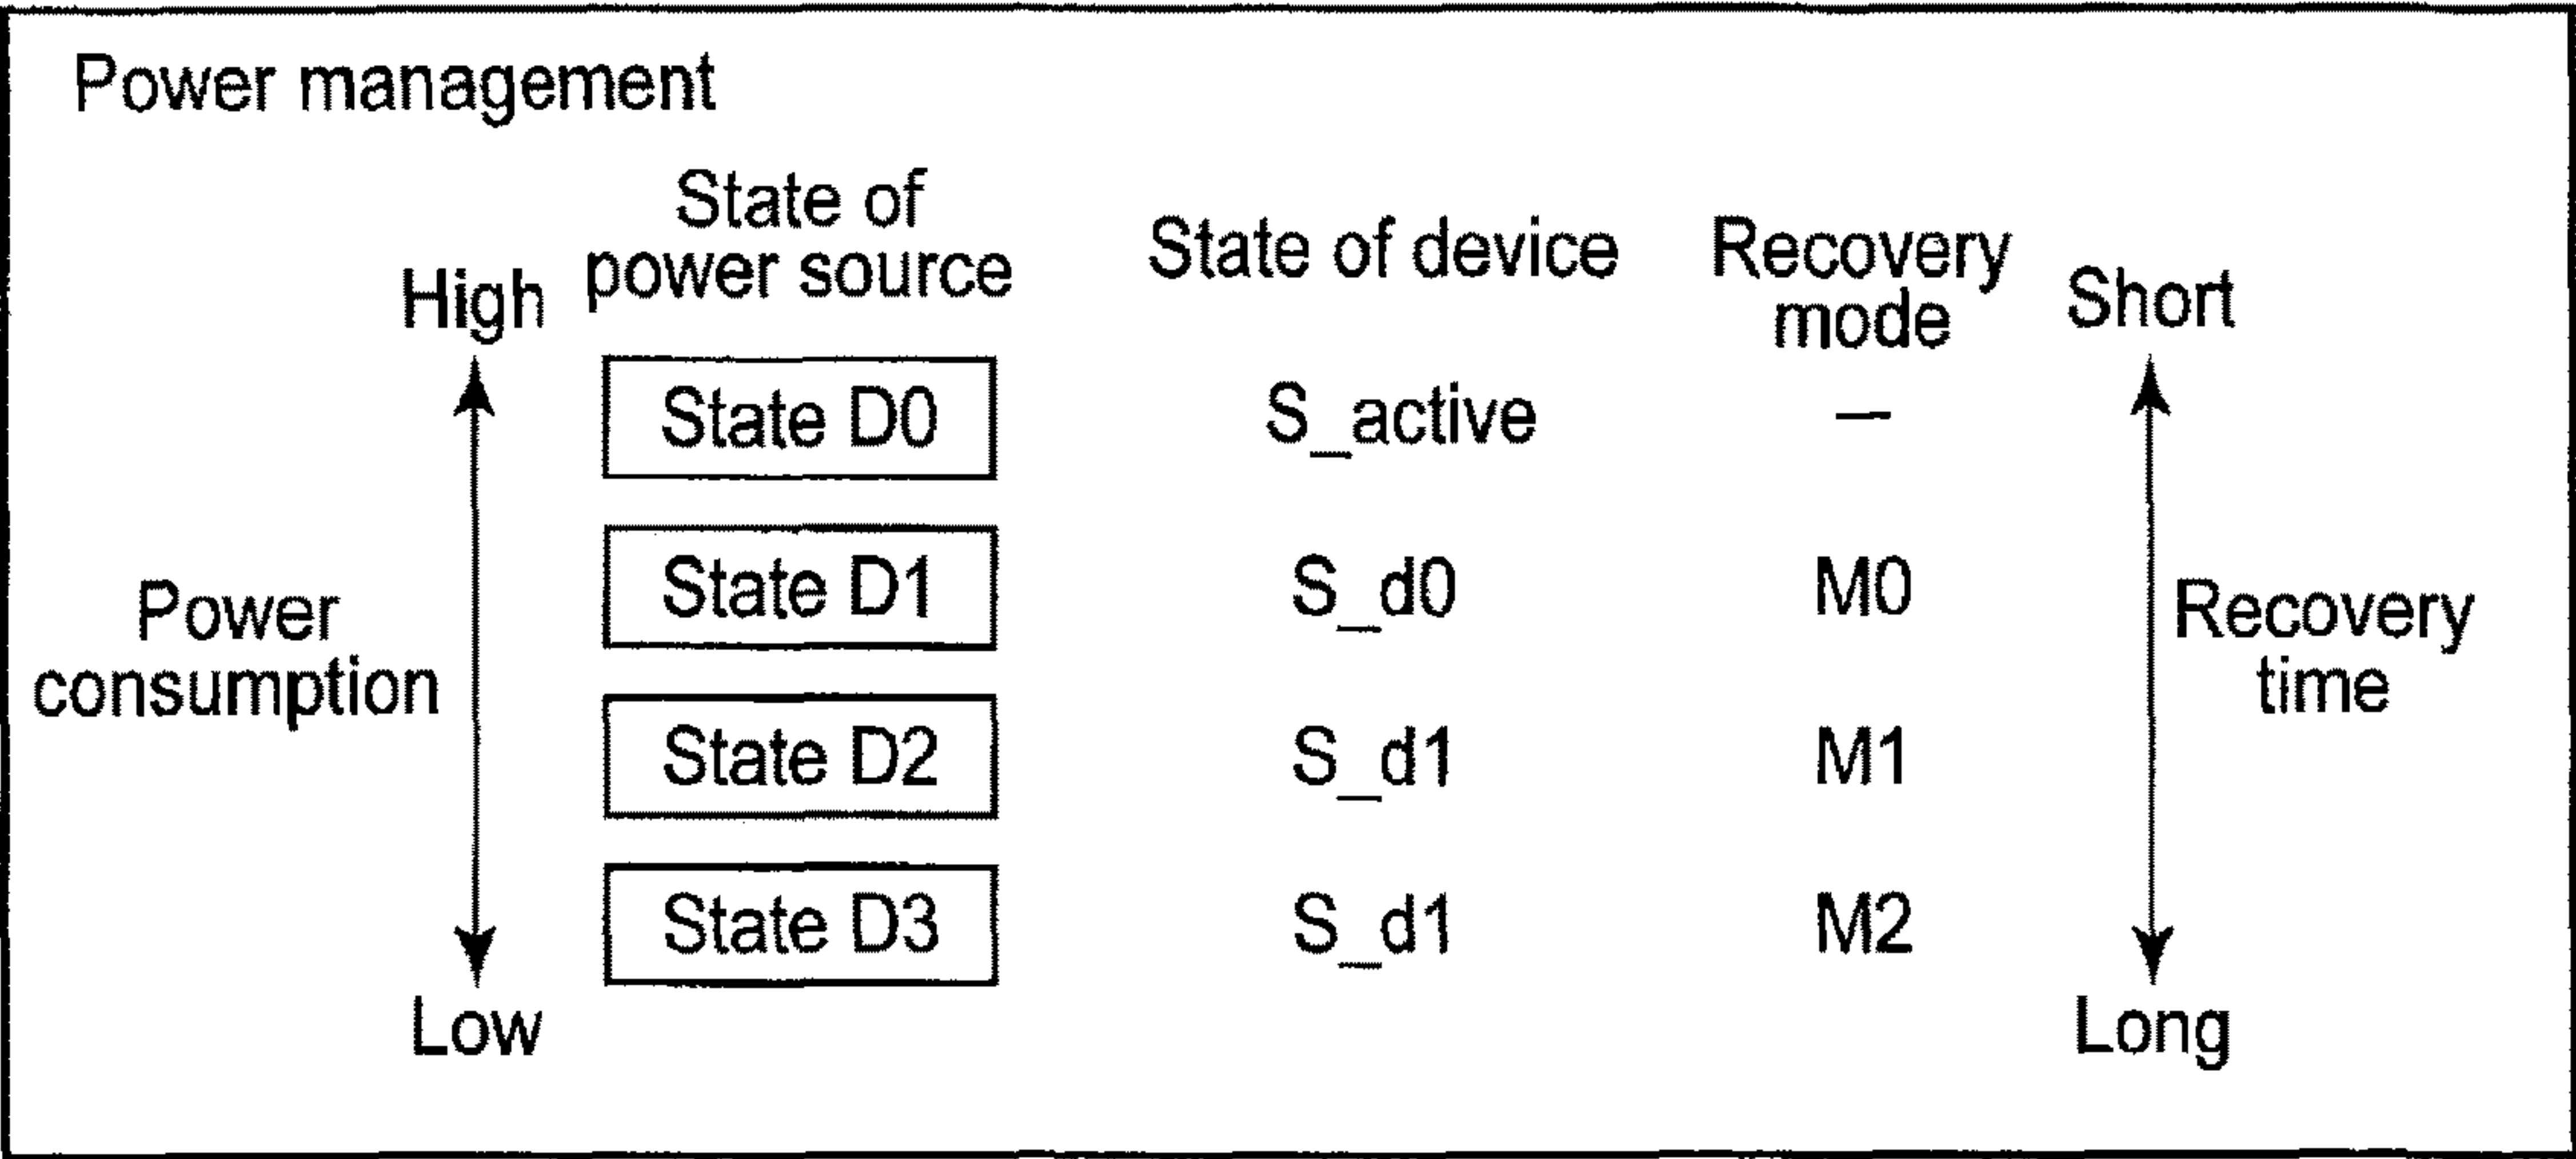 Power management
State of
power source
State of device
Recovery
mode
High
Short
State D0
S_active
—
State D1
S_d0
M0
Power
consumption
Recovery
time
State D2
S_d1
M1
State D3
S_d1
M2
Low
Long